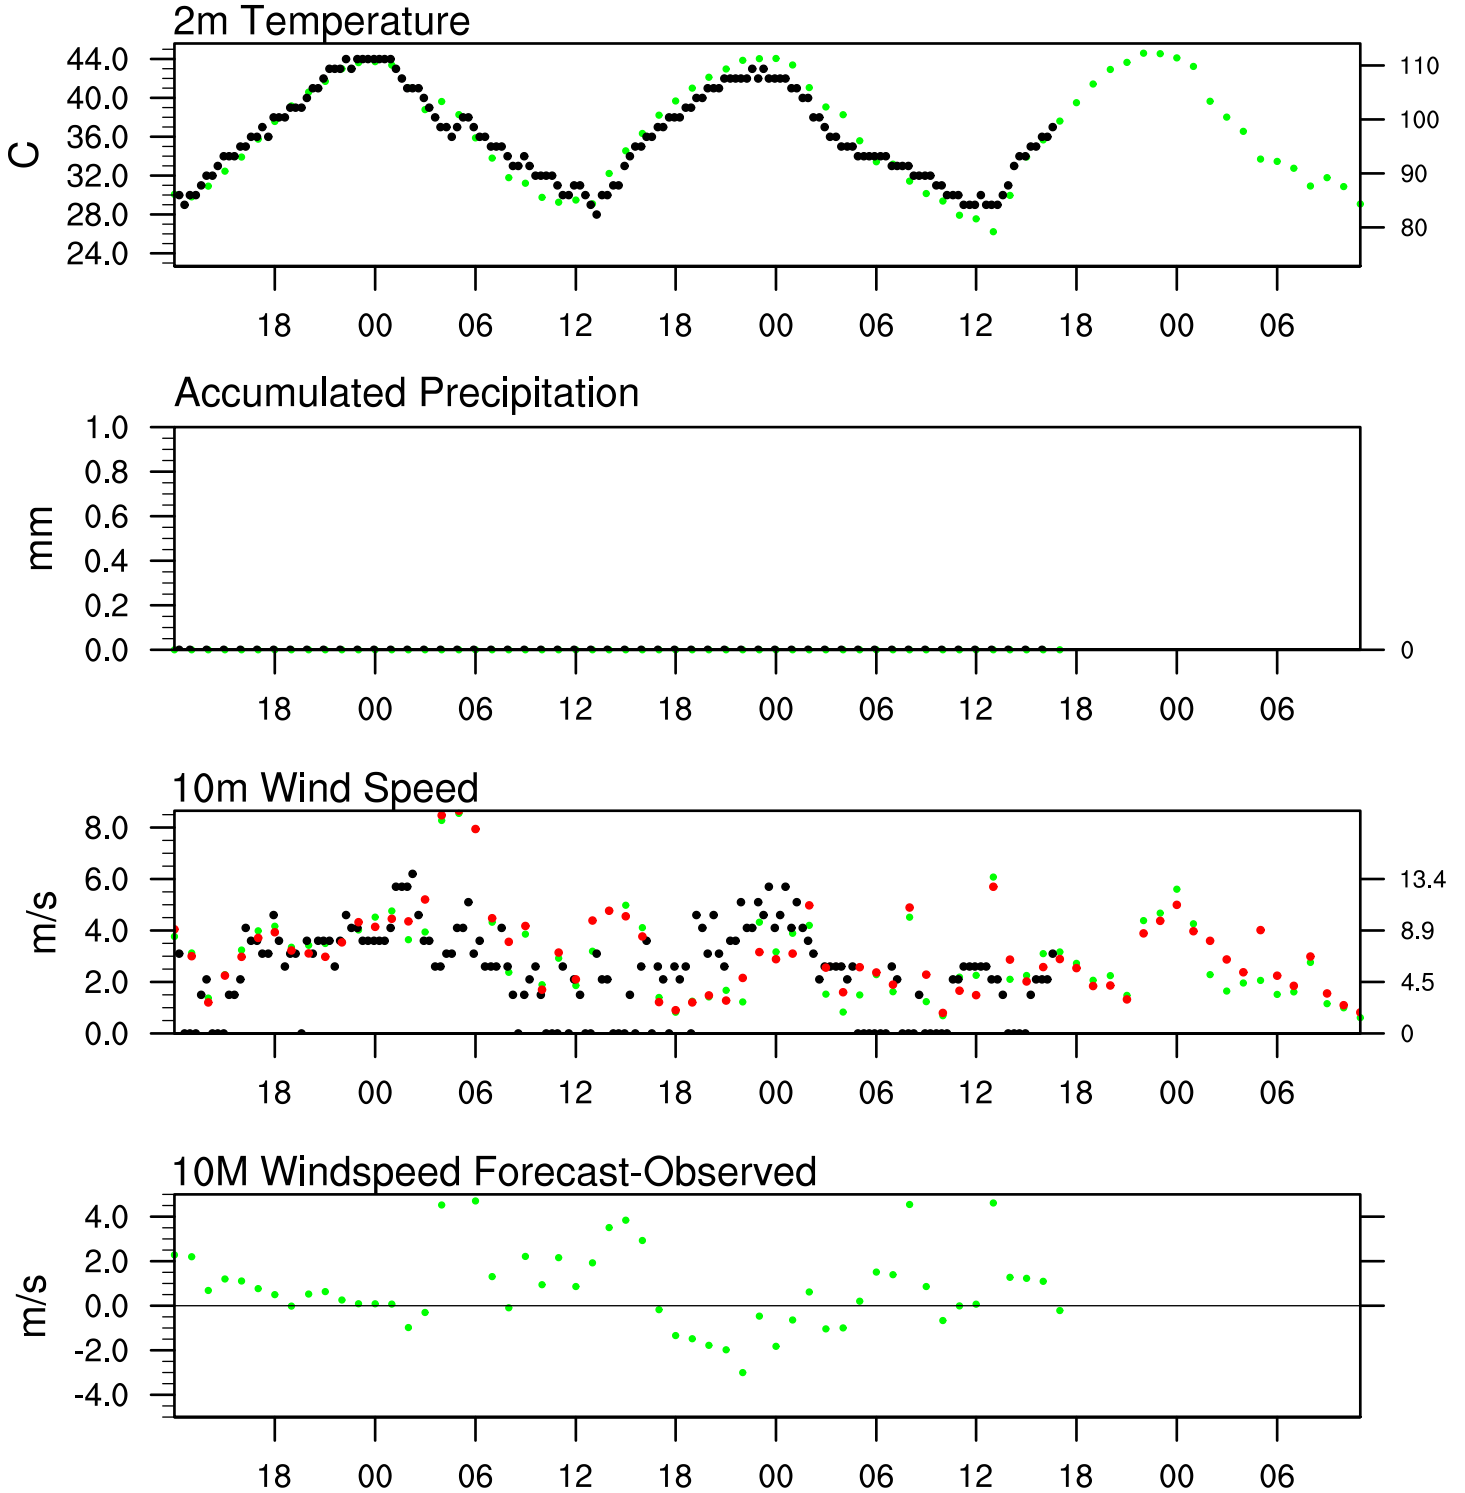 2m Temperature
44.0
40.0
36.0
32.0
28.0
24.0
C
110
100
90
80
18 00 06 12 18 00 06 12 18 00 06
Accumulated Precipitation
1.0
0.8
0.6
0.4
0.2
0.0
mm
0
18 00 06 12 18 00 06 12 18 00 06
10m Wind Speed
8.0
6.0
4.0
2.0
0.0
m/s
13.4
8.9
4.5
0
18 00 06 12 18 00 06 12 18 00 06
10M Windspeed Forecast-Observed
4.0
2.0
0.0
-2.0
-4.0
m/s
18 00 06 12 18 00 06 12 18 00 06